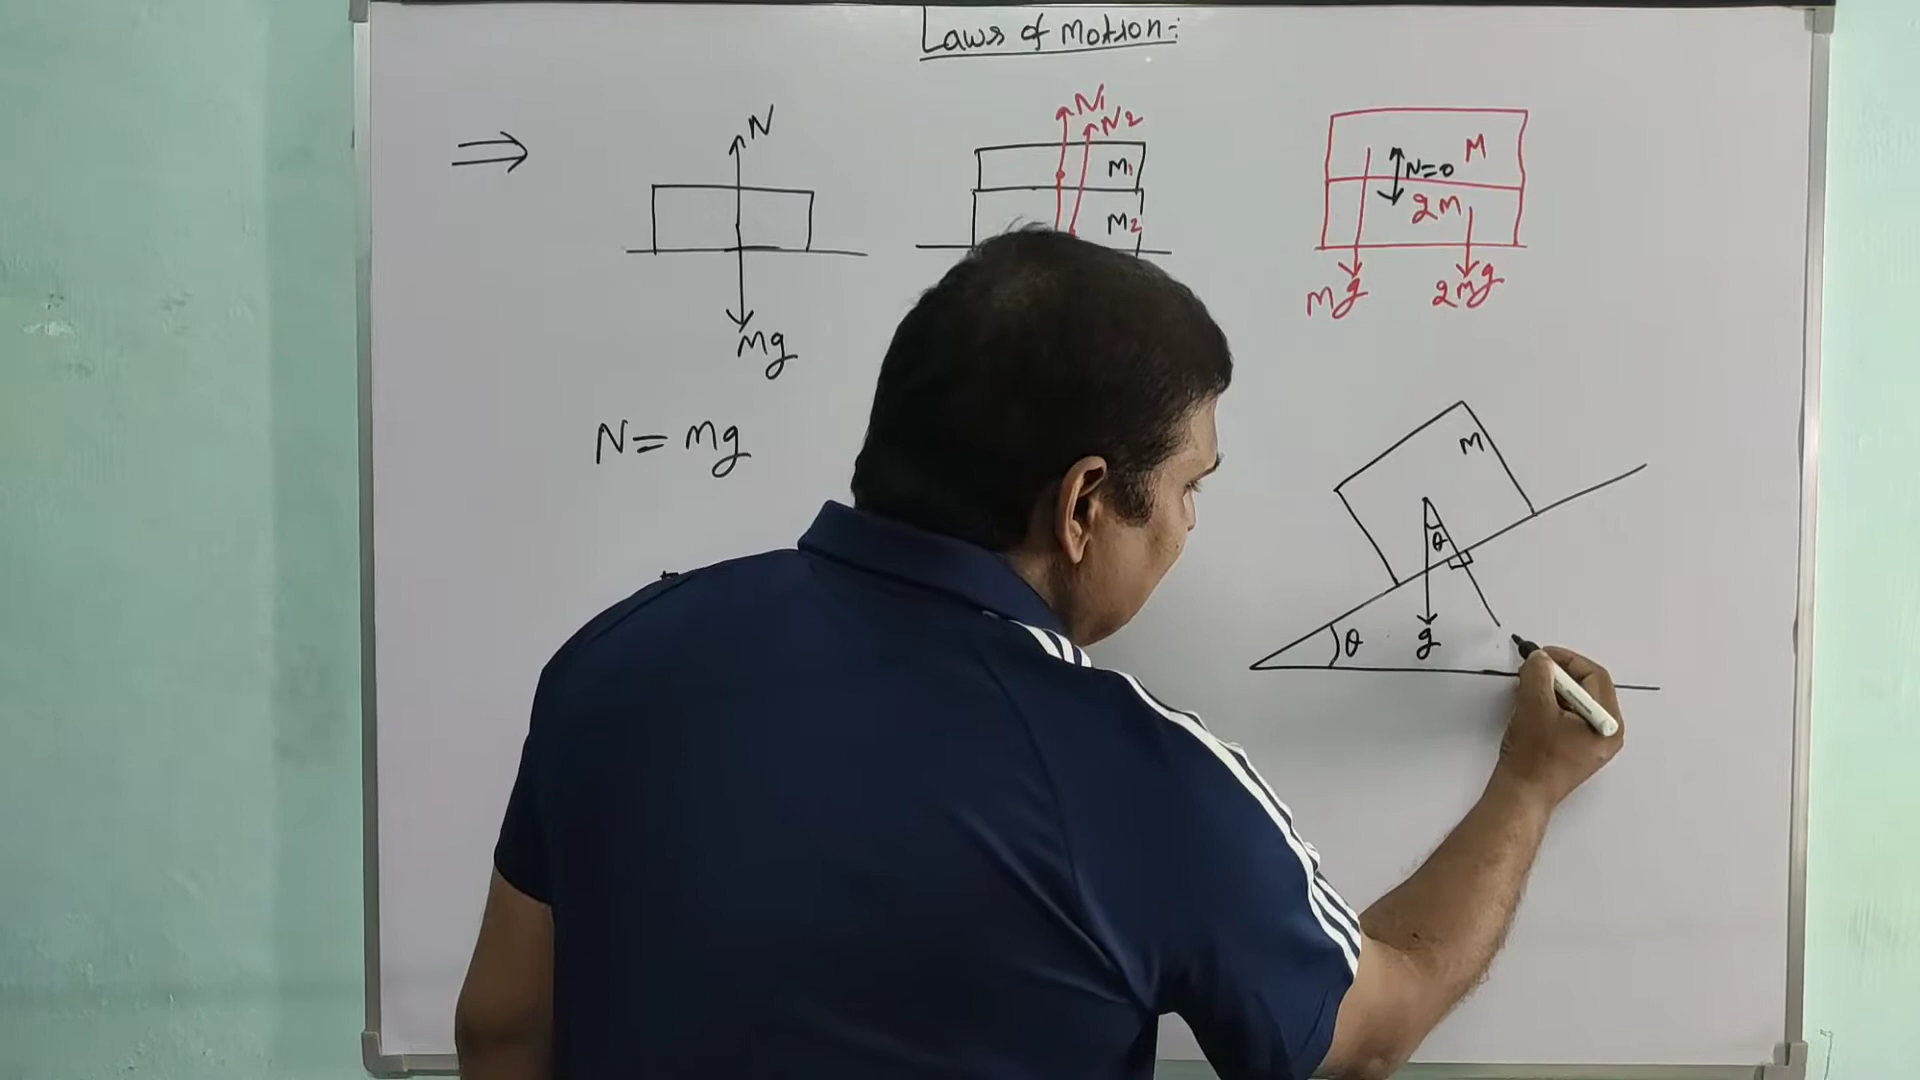 Laws of Motion:-
⇒
N
Mg
N = mg
N1
N2
M1
M2
M
N=0
2M
Mg
2Mg
M
θ
θ
g